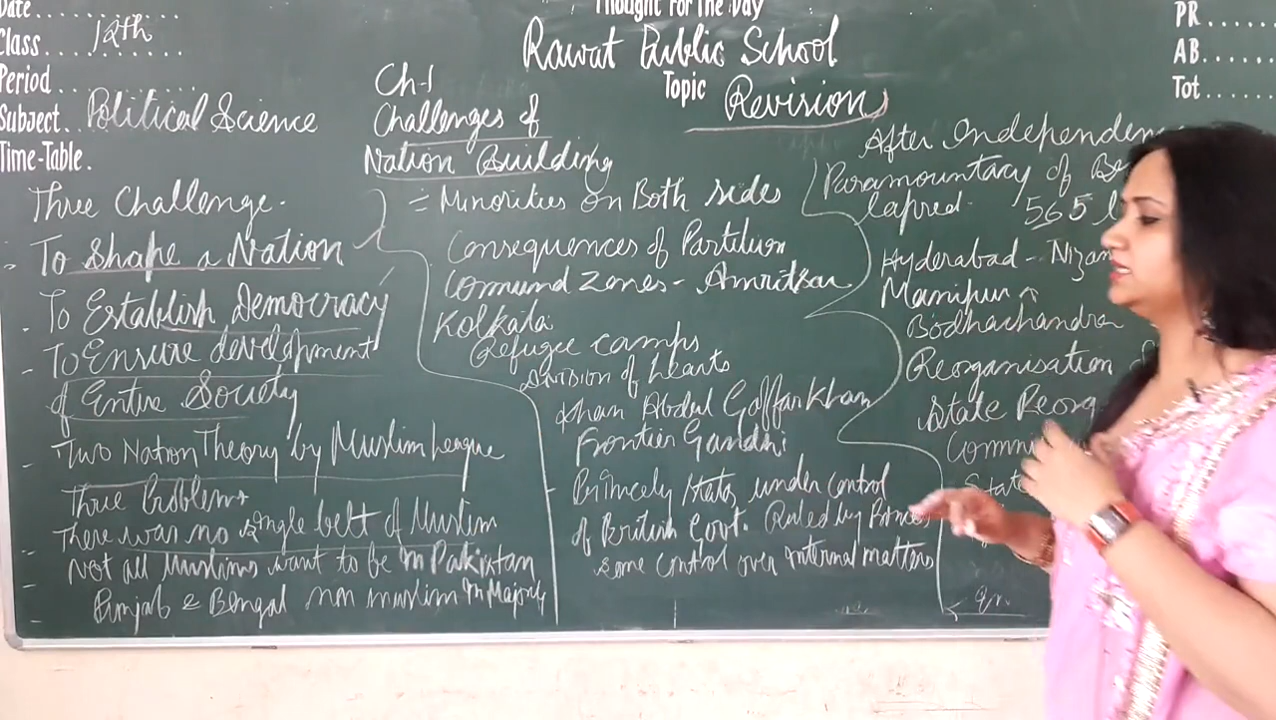 Date
Thought For The Day
Class.... 12th
Rawat Public School
PR
AB
Tot
Period
Subject.. Political Science
Time-Table.
Topic Revision
Ch-1
Challenges of
Nation Building
Three Challenge.
- To Shape a Nation
- To Establish Democracy
- To Ensure development
of Entire Society
- Two Nation Theory by Muslim League
Three Problems
- There was no single belt of Muslim
- Not all Muslims want to be in Pakistan
- Punjab & Bengal non muslim in Majority
= Minorities on Both sides
Consequences of Partition
Comund Zones - Amritsar
Kolkata
Refugee camps
division of hearts
Khan Abdul Gaffar Khan
Frontier Gandhi
- Princely States under control
of British Govt. Ruled by Princes
some control over internal matters
After Independen
Paramountacy of
lapsed. 565
Hyderabad - Nizam
Manipur
Bodhachandra
Reorganisation
State Reorg
Comm
State